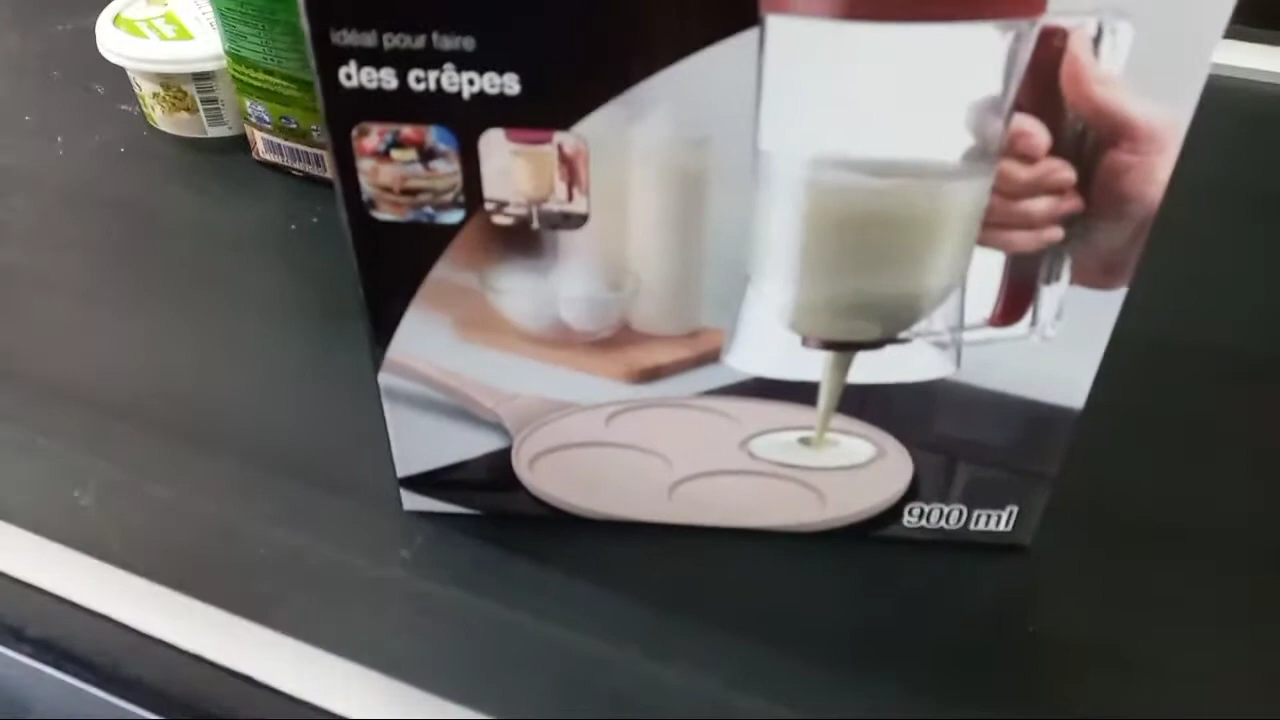 idéal pour faire
des crêpes
900 ml